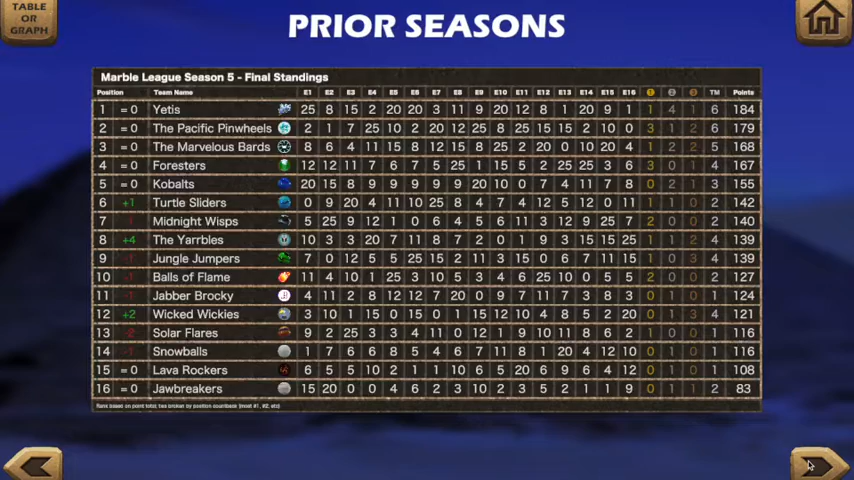 TABLE
OR
GRAPH
PRIOR SEASONS
Marble League Season 5 - Final Standings
Position Team Name E1 E2 E3 E4 E5 E6 E7 E8 E9 E10 E11 E12 E13 E14 E15 E16 1 2 3 TM Points
1 = 0 Yetis 25 8 15 2 20 20 3 11 9 20 12 8 1 20 9 1 1 4 1 6 184
2 = 0 The Pacific Pinwheels 2 1 7 25 10 2 20 12 25 8 25 15 15 2 10 0 3 1 2 6 179
3 = 0 The Marvelous Bards 8 6 4 11 15 8 12 15 8 25 2 20 0 10 20 4 1 2 2 5 168
4 = 0 Foresters 12 12 11 7 6 7 5 25 1 15 5 2 25 25 3 6 3 0 1 4 167
5 = 0 Kobalts 20 15 8 9 9 9 9 9 20 10 0 7 4 11 7 8 0 2 1 3 155
6 +1 Turtle Sliders 0 9 20 4 11 10 25 8 4 7 4 12 5 12 0 11 1 1 0 2 142
7 -1 Midnight Wisps 5 25 9 12 1 0 6 4 5 6 11 3 12 9 25 7 2 0 0 2 140
8 +4 The Yarrbles 10 3 3 20 7 11 8 7 2 0 1 9 3 15 15 25 1 1 2 4 139
9 -1 Jungle Jumpers 7 0 12 5 5 25 15 2 11 3 15 0 6 7 11 15 1 0 3 4 139
10 -1 Balls of Flame 11 4 10 1 25 3 10 5 3 4 6 25 10 0 5 5 2 0 0 2 127
11 -1 Jabber Brocky 4 11 2 8 12 12 7 20 0 9 7 11 7 3 8 3 0 1 0 1 124
12 +2 Wicked Wickies 3 10 1 15 0 15 0 1 15 12 10 4 8 5 2 20 0 1 3 4 121
13 -2 Solar Flares 9 2 25 3 3 4 11 0 12 1 9 10 11 8 6 2 1 0 0 1 116
14 -1 Snowballs 1 7 6 6 8 5 4 6 7 11 8 1 20 4 12 10 0 1 0 1 116
15 = 0 Lava Rockers 6 5 5 10 2 1 1 10 6 5 20 6 9 6 4 12 0 1 0 1 108
16 = 0 Jawbreakers 15 20 0 0 4 6 2 3 10 2 3 5 2 1 1 9 0 1 1 2 83